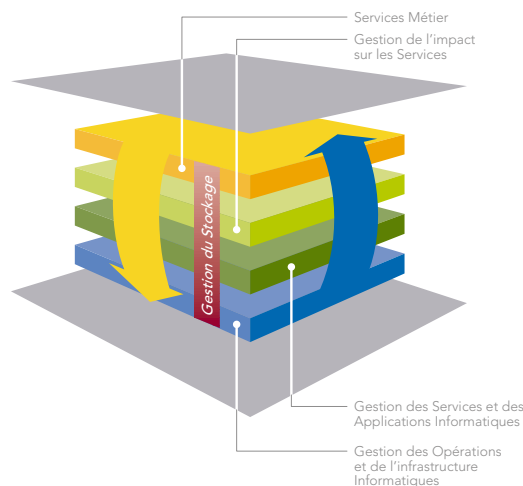 Services Métier
Gestion de l'impact
sur les Services
Gestion du Stockage
Gestion des Services et des
Applications Informatiques
Gestion des Opérations
et de l'infrastructure
Informatiques